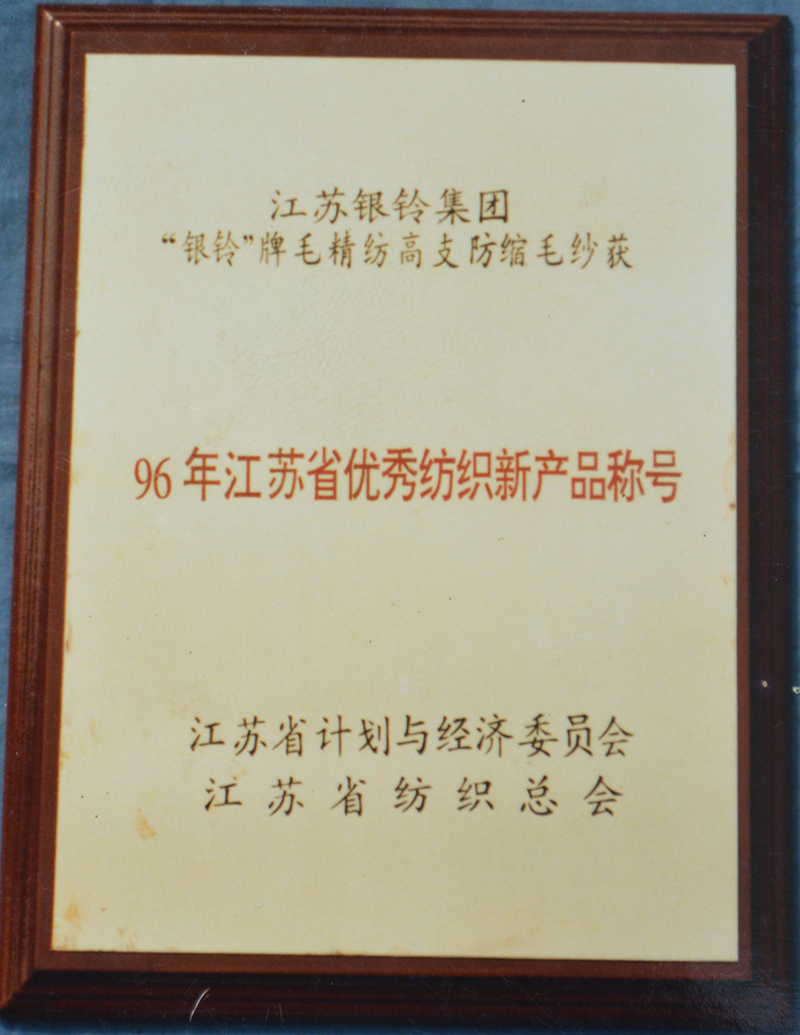 江苏银铃集团
“银铃”牌毛精纺高支防缩毛纱获
96年江苏省优秀纺织新产品称号
江苏省计划与经济委员会
江苏省纺织总会